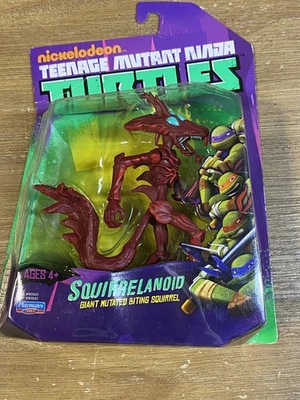 nickelodeon
TEENAGE MUTANT NINJA
TURTLES
AGES 4+
SQUIRRELANOID
GIANT MUTATED BITING SQUIRREL